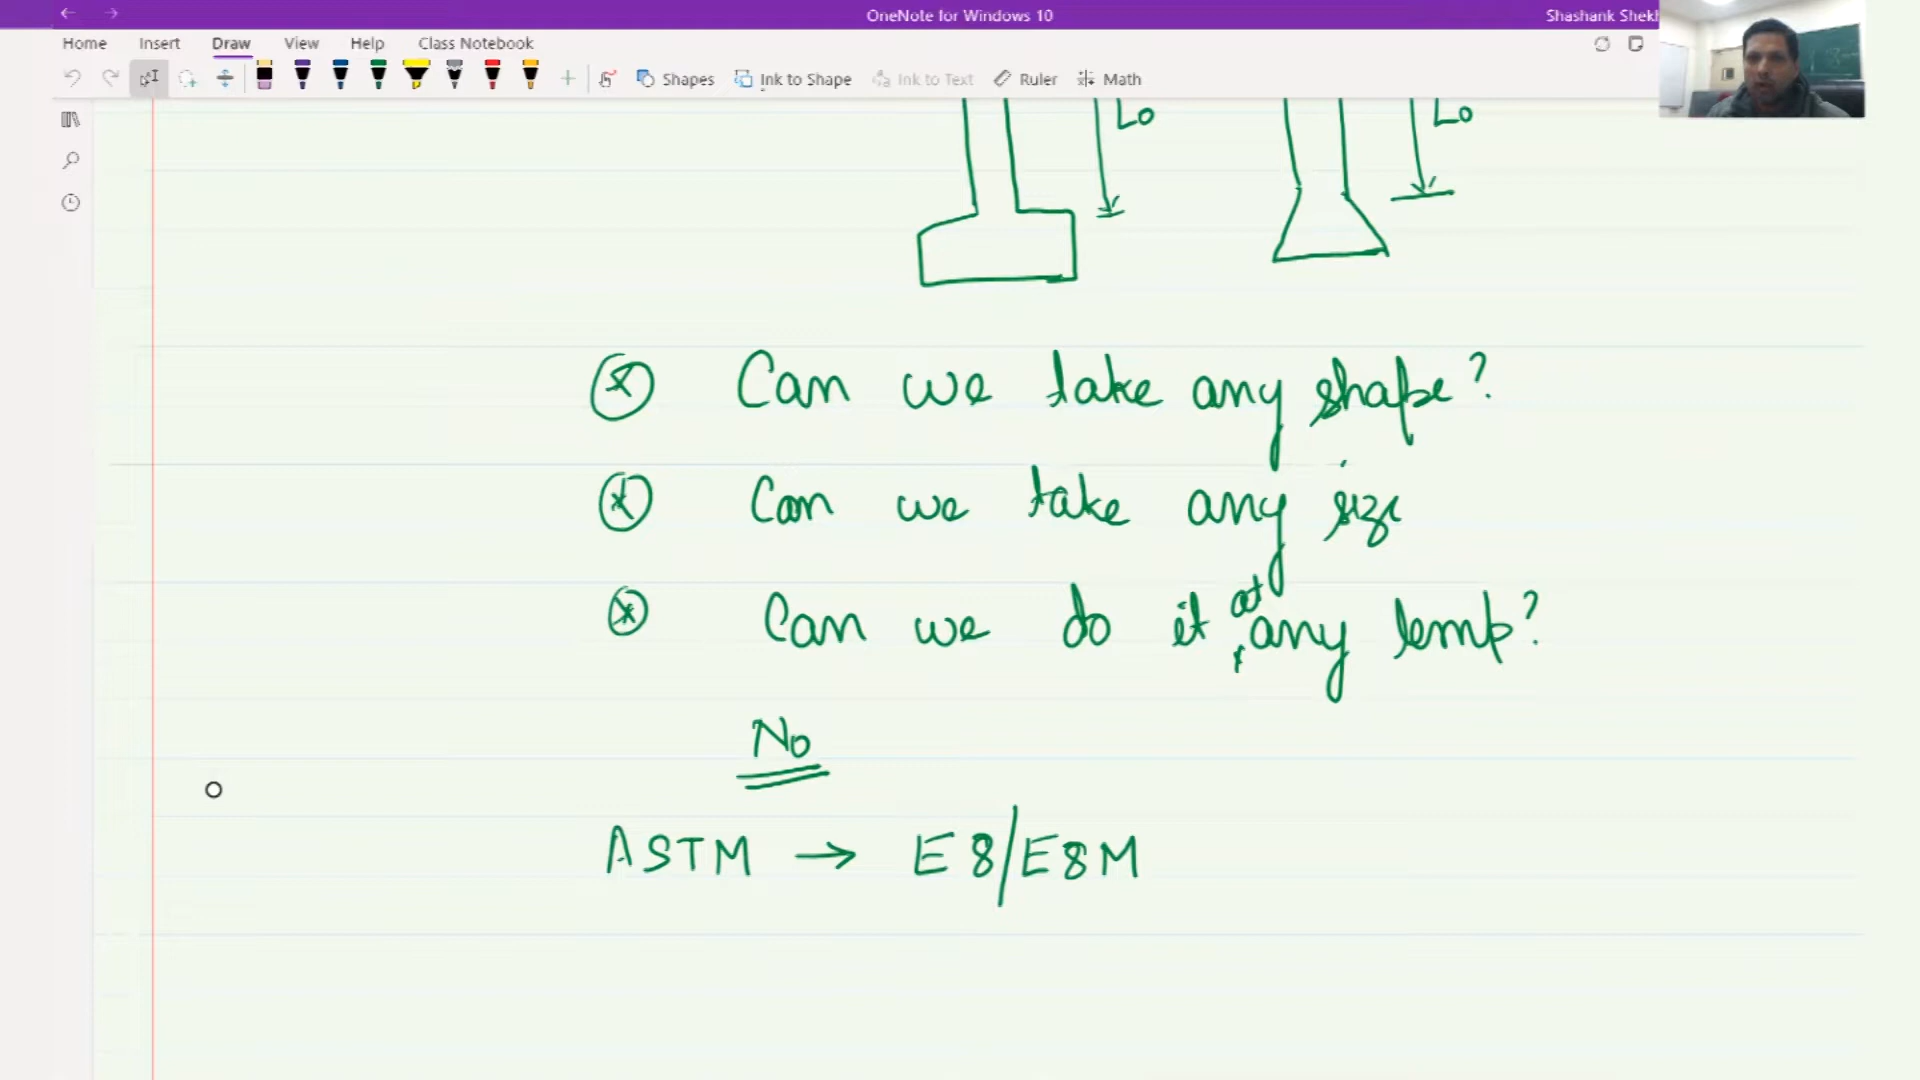 OneNote for Windows 10
Shashank Shekh
Home Insert Draw View Help Class Notebook
Shapes Ink to Shape Ink to Text Ruler Math
Lo Lo
Can we take any shape?
Can we take any size
Can we do it at any temp?
No
ASTM → E8/E8M